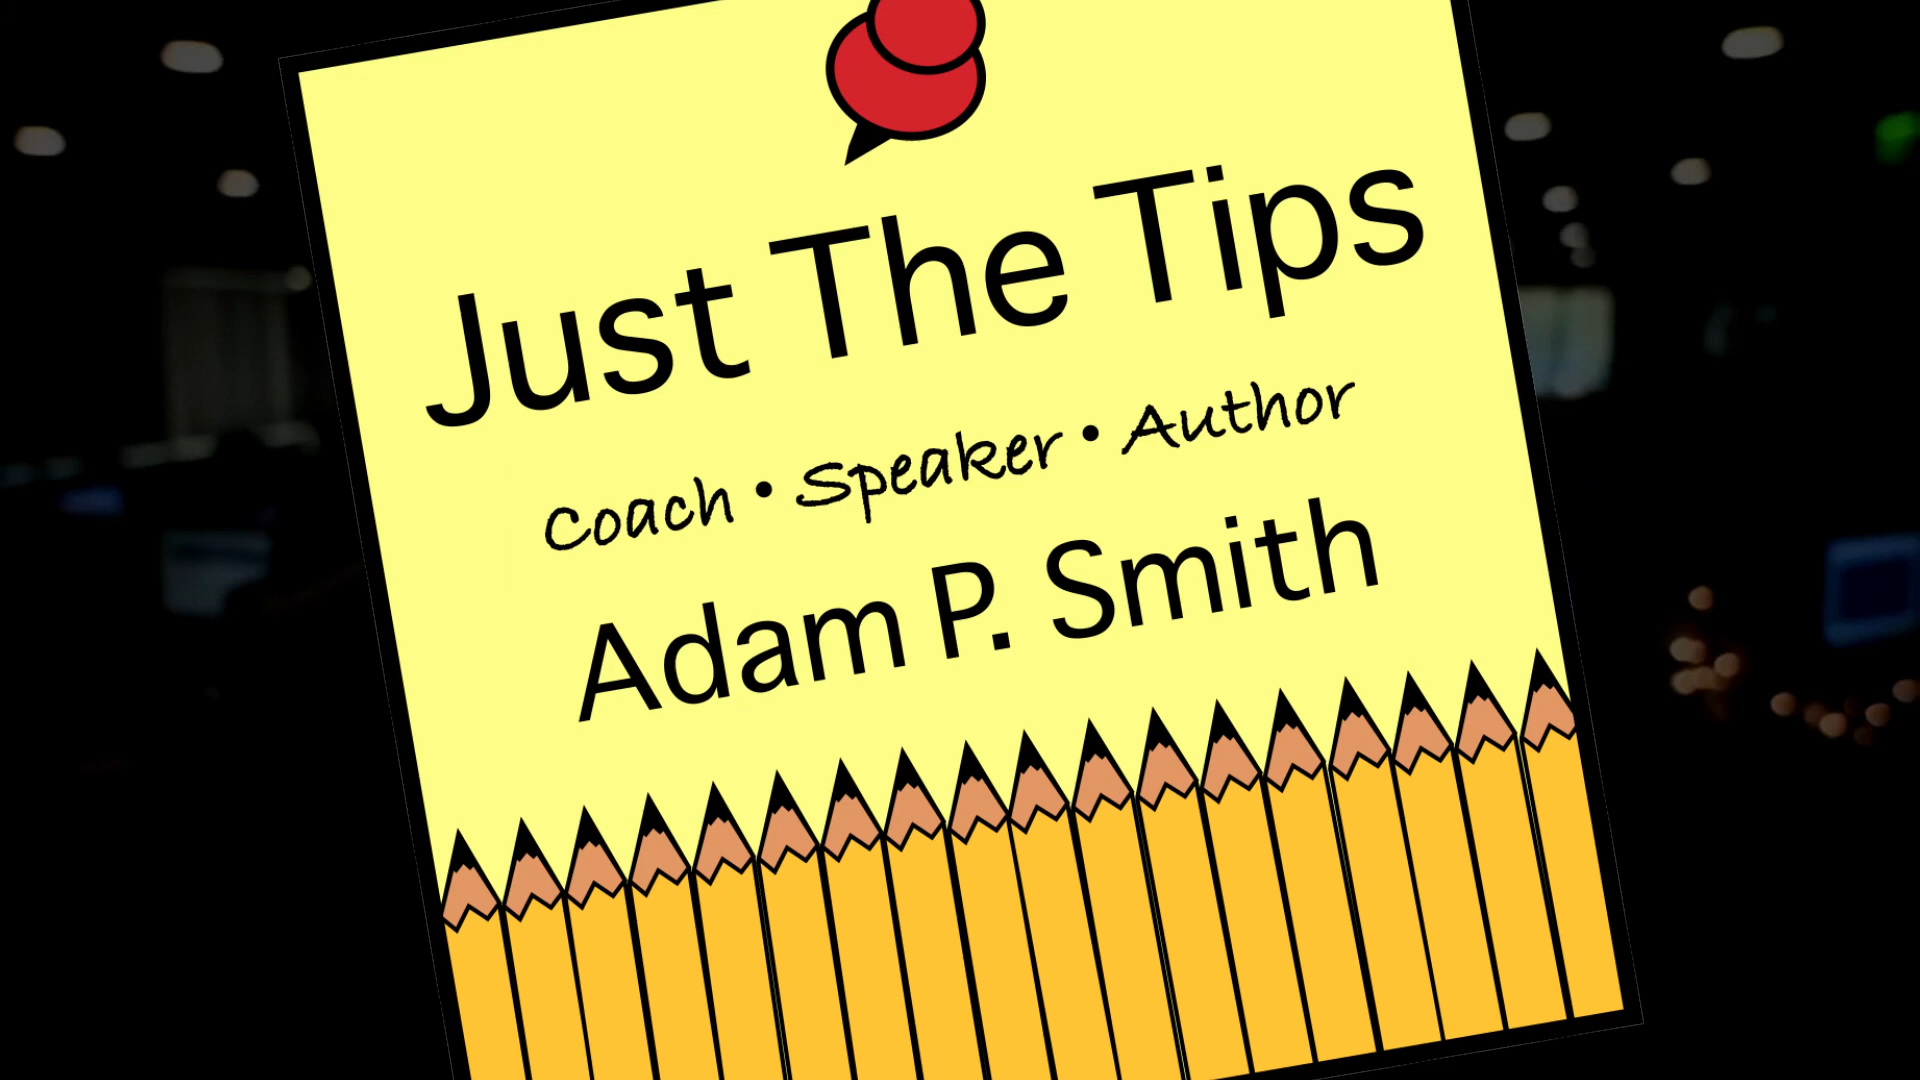 Just The Tips
Coach • Speaker • Author
Adam P. Smith